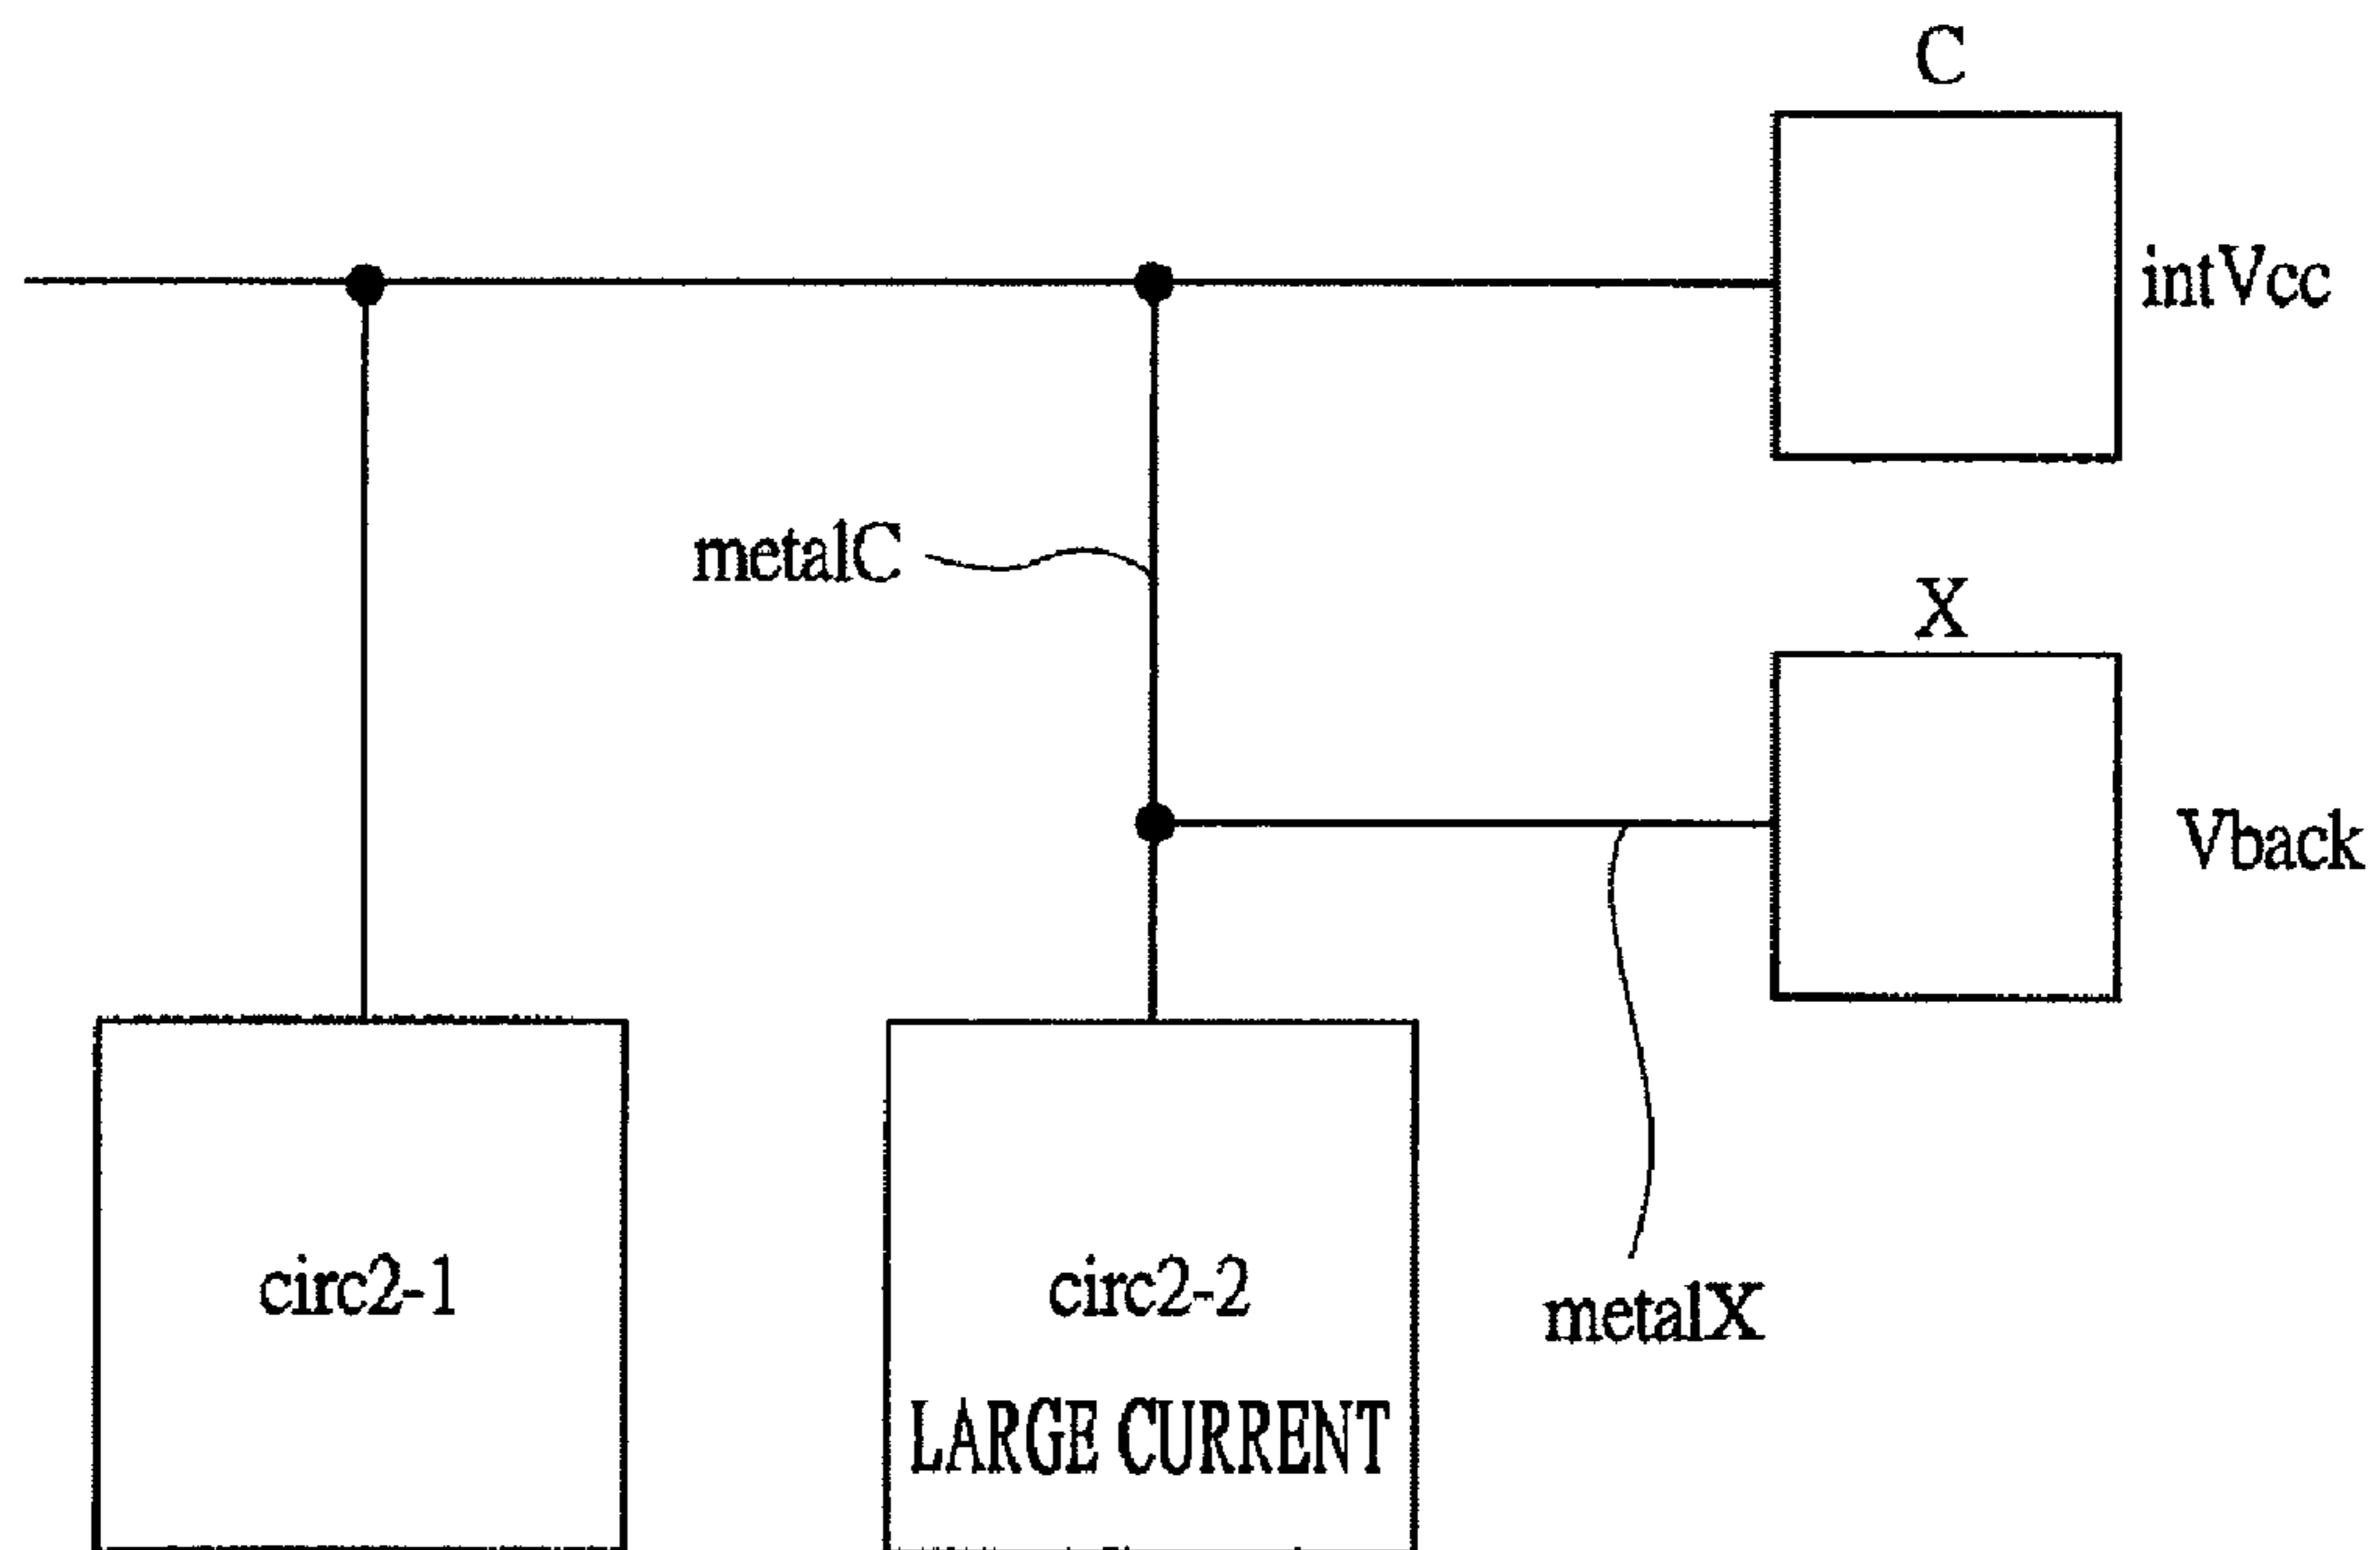 C
intVcc
metalC
X
Vback
circ2-1
circ2-2
LARGE CURRENT
metalX